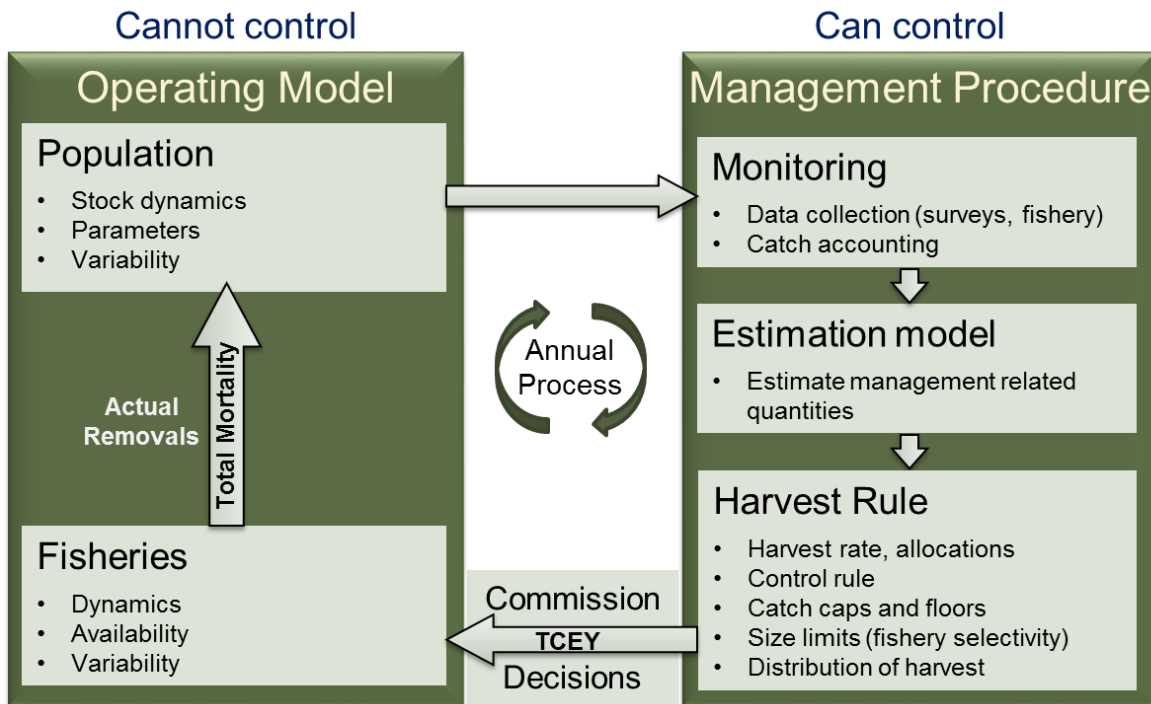 Cannot control
Operating Model
Population
• Stock dynamics
• Parameters
• Variability
Actual
Removals
Total Mortality
Fisheries
• Dynamics
• Availability
• Variability
Annual
Process
Commission
TCEY
Decisions
Can control
Management Procedure
Monitoring
• Data collection (surveys, fishery)
• Catch accounting
Estimation model
• Estimate management related
quantities
Harvest Rule
• Harvest rate, allocations
• Control rule
• Catch caps and floors
• Size limits (fishery selectivity)
• Distribution of harvest